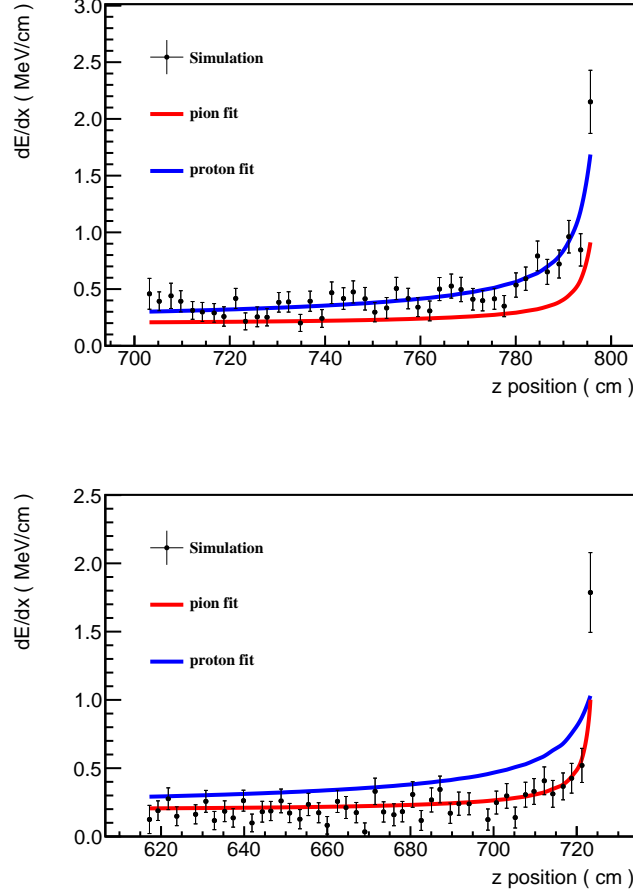 dE/dx ( MeV/cm)
3.0
2.5
2.0
1.5
1.0
0.5
0.0
Simulation
pion fit
proton fit
700 720 740 760 780 800
z position ( cm )
dE/dx ( MeV/cm)
2.5
2.0
1.5
1.0
0.5
0.0
Simulation
pion fit
proton fit
620 640 660 680 700 720
z position ( cm )